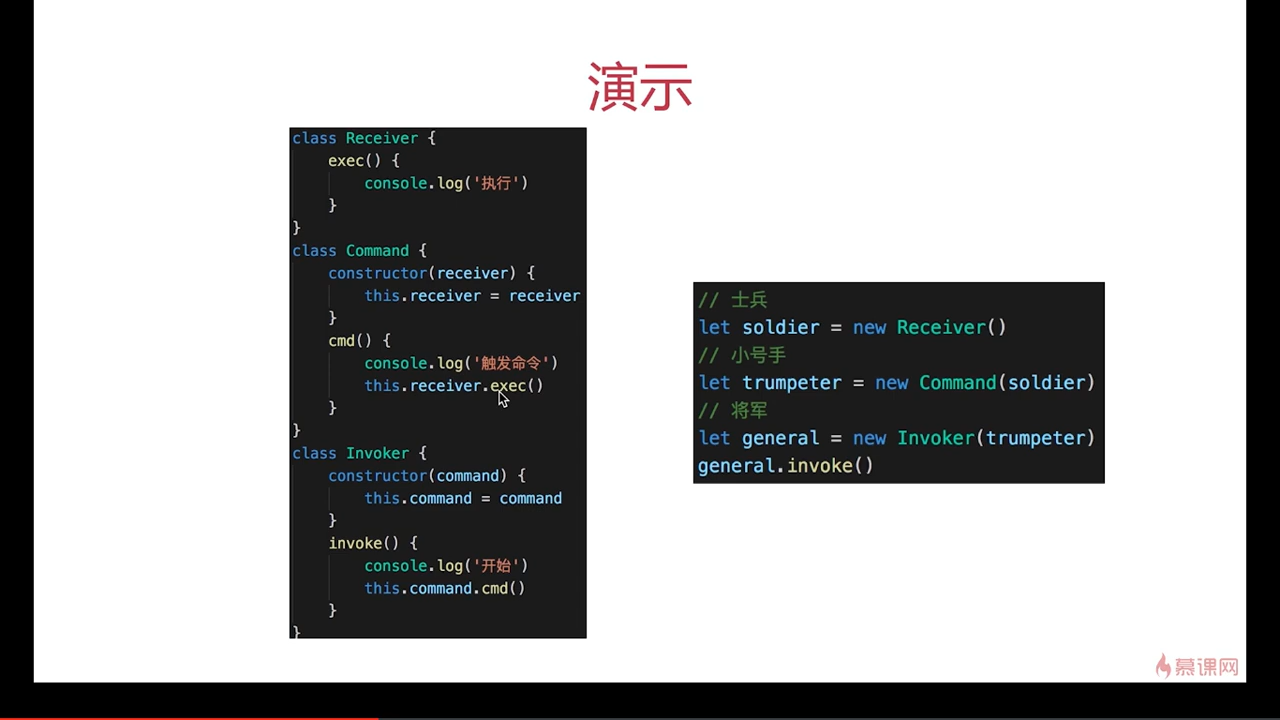 演示
class Receiver {
    exec() {
        console.log('执行')
    }
}
class Command {
    constructor(receiver) {
        this.receiver = receiver
    }
    cmd() {
        console.log('触发命令')
        this.receiver.exec()
    }
}
class Invoker {
    constructor(command) {
        this.command = command
    }
    invoke() {
        console.log('开始')
        this.command.cmd()
    }
}
// 士兵
let soldier = new Receiver()
// 小号手
let trumpeter = new Command(soldier)
// 将军
let general = new Invoker(trumpeter)
general.invoke()
慕课网